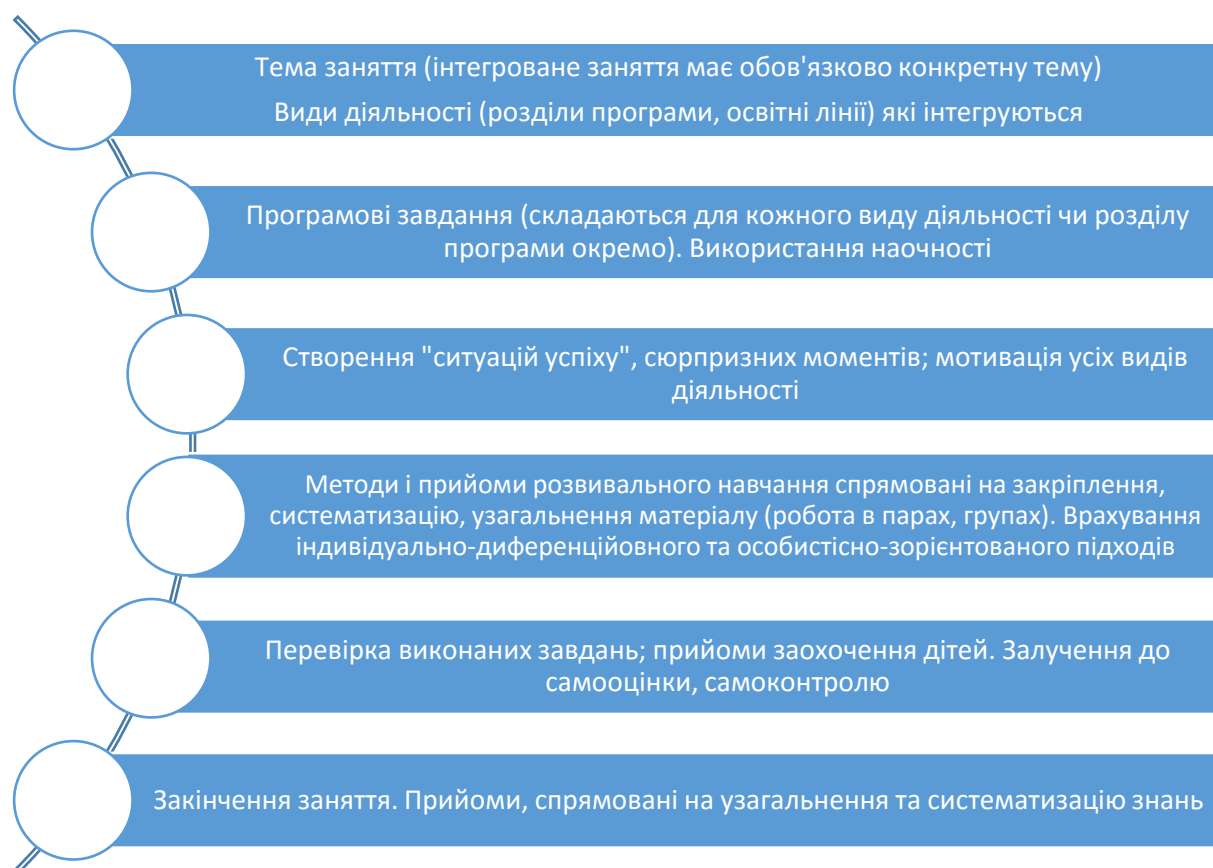 Тема заняття (інтегроване заняття має обов'язково конкретну тему)
Види діяльності (розділи програми, освітні лінії) які інтегруються
Програмові завдання (складаються для кожного виду діяльності чи розділу
програми окремо). Використання наочності
Створення "ситуацій успіху", сюрпризних моментів; мотивація усіх видів
діяльності
Методи і прийоми розвивального навчання спрямовані на закріплення,
систематизацію, узагальнення матеріалу (робота в парах, групах). Врахування
індивідуально-диференційовного та особистісно-зорієнтованого підходів
Перевірка виконаних завдань; прийоми заохочення дітей. Залучення до
самооцінки, самоконтролю
Закінчення заняття. Прийоми, спрямовані на узагальнення та систематизацію знань